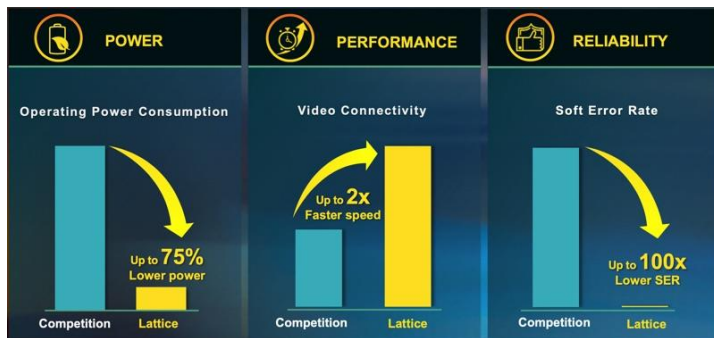 POWER
Operating Power Consumption
Up to 75%
Lower power
Competition
Lattice
PERFORMANCE
Video Connectivity
Up to 2x
Faster speed
Competition
Lattice
RELIABILITY
Soft Error Rate
Up to 100x
Lower SER
Competition
Lattice